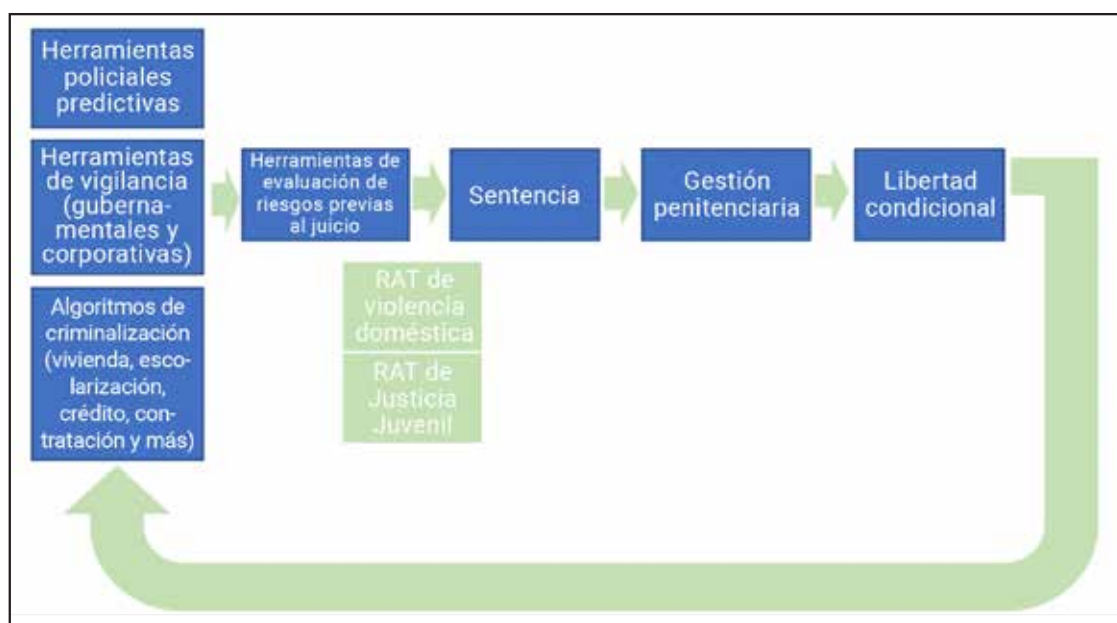 Herramientas
policiales
predictivas
Herramientas
de vigilancia
(guberna-
mentales y
corporativas)
Algoritmos de
criminalización
(vivienda, esco-
larización,
crédito, con-
tratación y más)
Herramientas de
evaluación de
riesgos previas
al juicio
Sentencia
Gestión
penitenciaria
Libertad
condicional
RAT de
violencia
doméstica
RAT de
Justicia
Juvenil